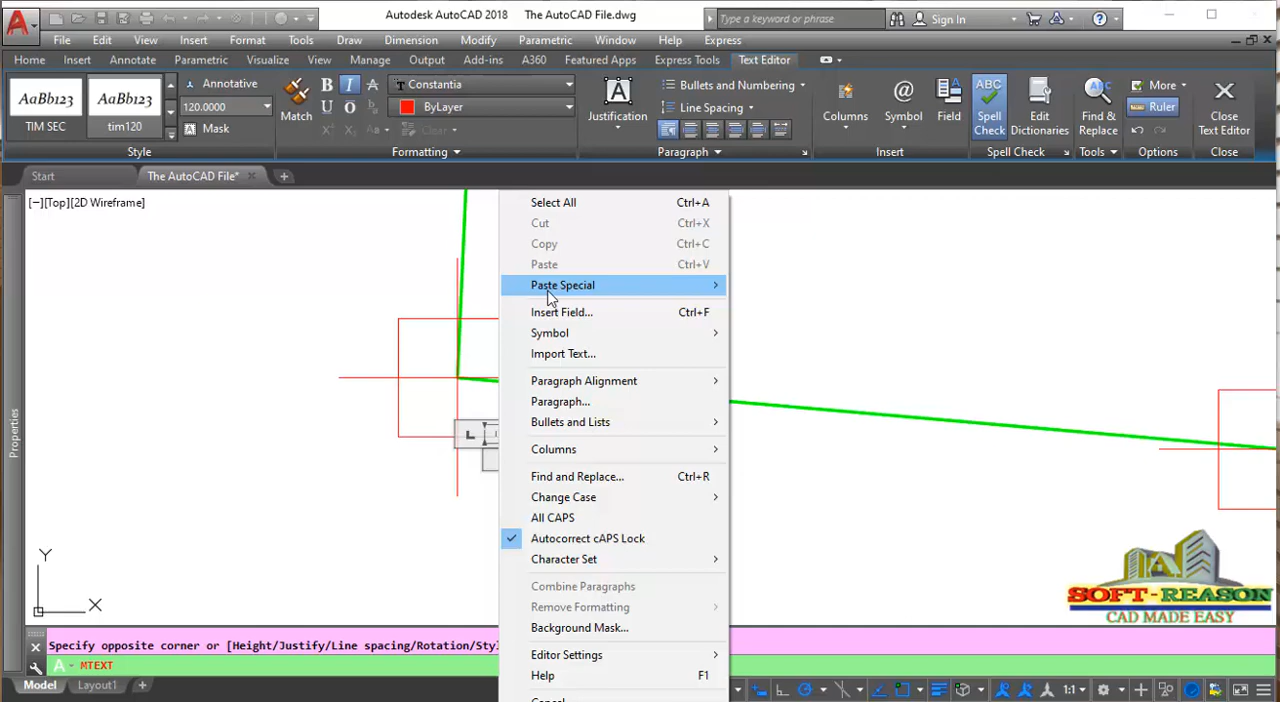 Autodesk AutoCAD 2018 The AutoCAD File.dwg
Type a keyword or phrase
Sign In
File Edit View Insert Format Tools Draw Dimension Modify Parametric Window Help Express
Home Insert Annotate Parametric Visualize View Manage Output Add-ins A360 Featured Apps Express Tools Text Editor
AaBb123
TIM SEC
AaBb123
tim120
Annotative
120.0000
Mask
Style
Match
B I A
Constantia
U O
ByLayer
Aa
Clear
Formatting
Justification
Bullets and Numbering
Line Spacing
Paragraph
Columns
@
Symbol
Field
Insert
ABC
Spell
Check
Edit
Dictionaries
Spell Check
Find &
Replace
Tools
More
Ruler
Options
Close
Text Editor
Close
Start The AutoCAD File*
[−][Top][2D Wireframe]
Properties
Select All Ctrl+A
Cut Ctrl+X
Copy Ctrl+C
Paste Ctrl+V
Paste Special
Insert Field... Ctrl+F
Symbol
Import Text...
Paragraph Alignment
Paragraph...
Bullets and Lists
Columns
Find and Replace... Ctrl+R
Change Case
All CAPS
Autocorrect cAPS Lock
Character Set
Combine Paragraphs
Remove Formatting
Background Mask...
Editor Settings
Help F1
Cancel
Y
X
SOFT-REASON
CAD MADE EASY
Specify opposite corner or [Height/Justify/Line spacing/Rotation/Sty
MTEXT
Model Layout1
1:1